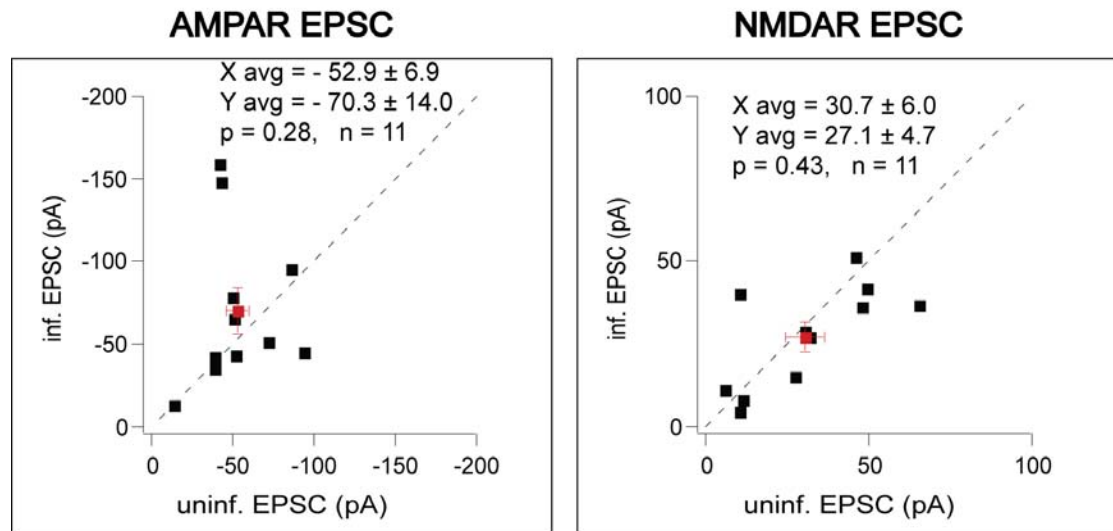 AMPAR EPSC
X avg = - 52.9 ± 6.9
Y avg = - 70.3 ± 14.0
p = 0.28, n = 11
-200
-150
-100
-50
0
inf. EPSC (pA)
0 -50 -100 -150 -200
uninf. EPSC (pA)
NMDAR EPSC
X avg = 30.7 ± 6.0
Y avg = 27.1 ± 4.7
p = 0.43, n = 11
100
50
0
inf. EPSC (pA)
0 50 100
uninf. EPSC (pA)